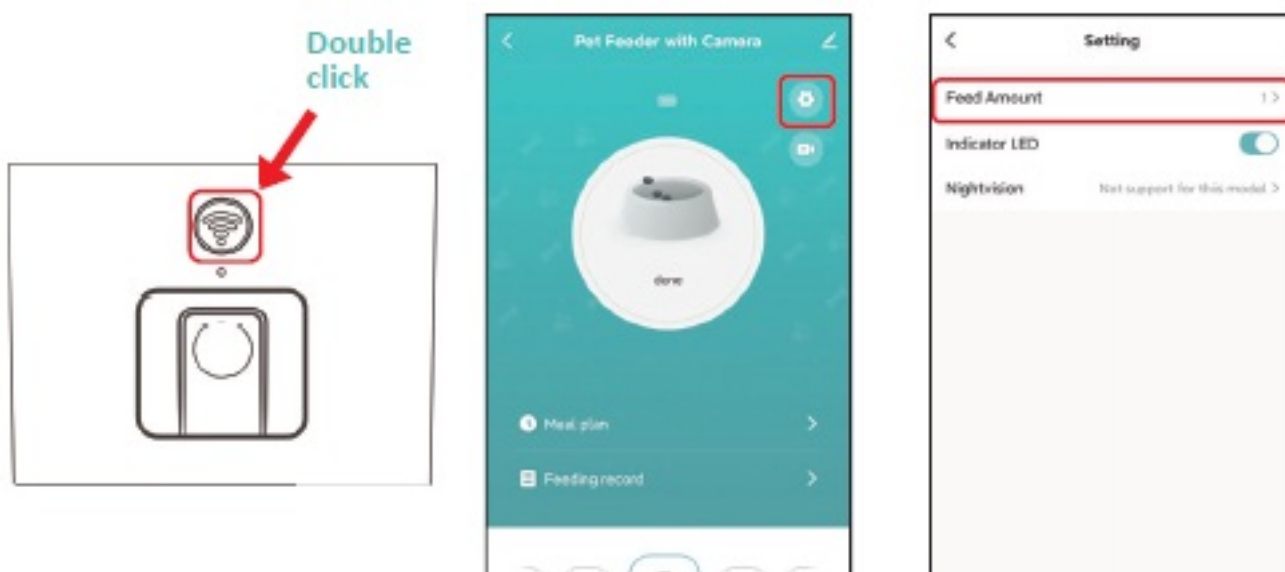 Double
click
Pet Feeder with Camera
done
Meal plan
Feeding record
Setting
Feed Amount 1 >
Indicator LED
Nightvision Not support for this model >